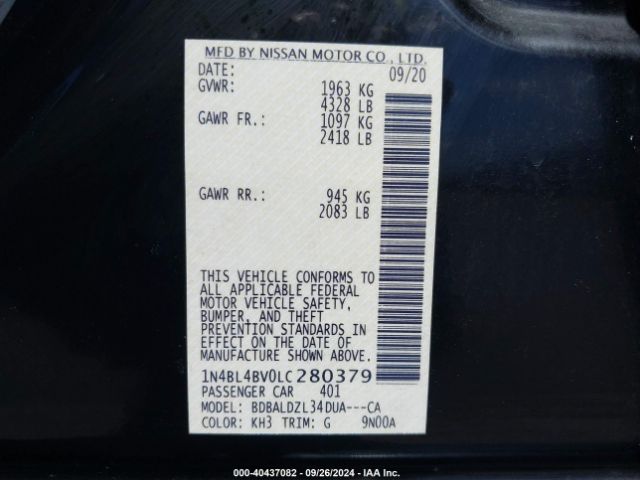 MFD BY NISSAN MOTOR CO., LTD.
DATE: 09/20
GVWR: 1963 KG
4328 LB
GAWR FR.: 1097 KG
2418 LB
GAWR RR.: 945 KG
2083 LB
THIS VEHICLE CONFORMS TO
ALL APPLICABLE FEDERAL
MOTOR VEHICLE SAFETY,
BUMPER, AND THEFT
PREVENTION STANDARDS IN
EFFECT ON THE DATE OF
MANUFACTURE SHOWN ABOVE.
1N4BL4BV0LC280379
PASSENGER CAR 401
MODEL: BDBALDZL34DUA---CA
COLOR: KH3 TRIM: G 9N00A
000-40437082 - 09/26/2024 - IAA Inc.